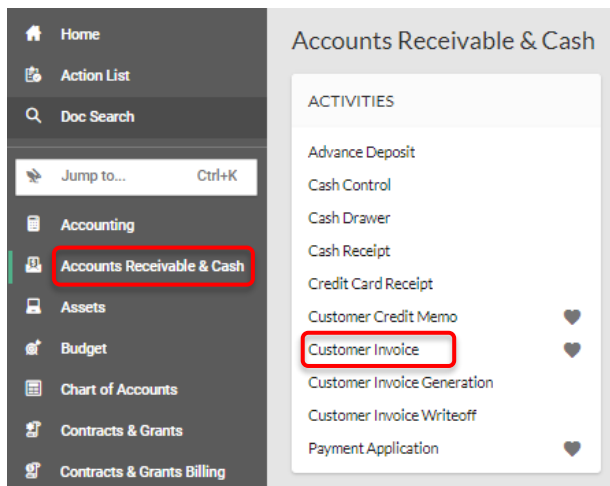 Home
Action List
Doc Search
Jump to... Ctrl+K
Accounting
Accounts Receivable & Cash
Assets
Budget
Chart of Accounts
Contracts & Grants
Contracts & Grants Billing
Accounts Receivable & Cash
ACTIVITIES
Advance Deposit
Cash Control
Cash Drawer
Cash Receipt
Credit Card Receipt
Customer Credit Memo
Customer Invoice
Customer Invoice Generation
Customer Invoice Writeoff
Payment Application